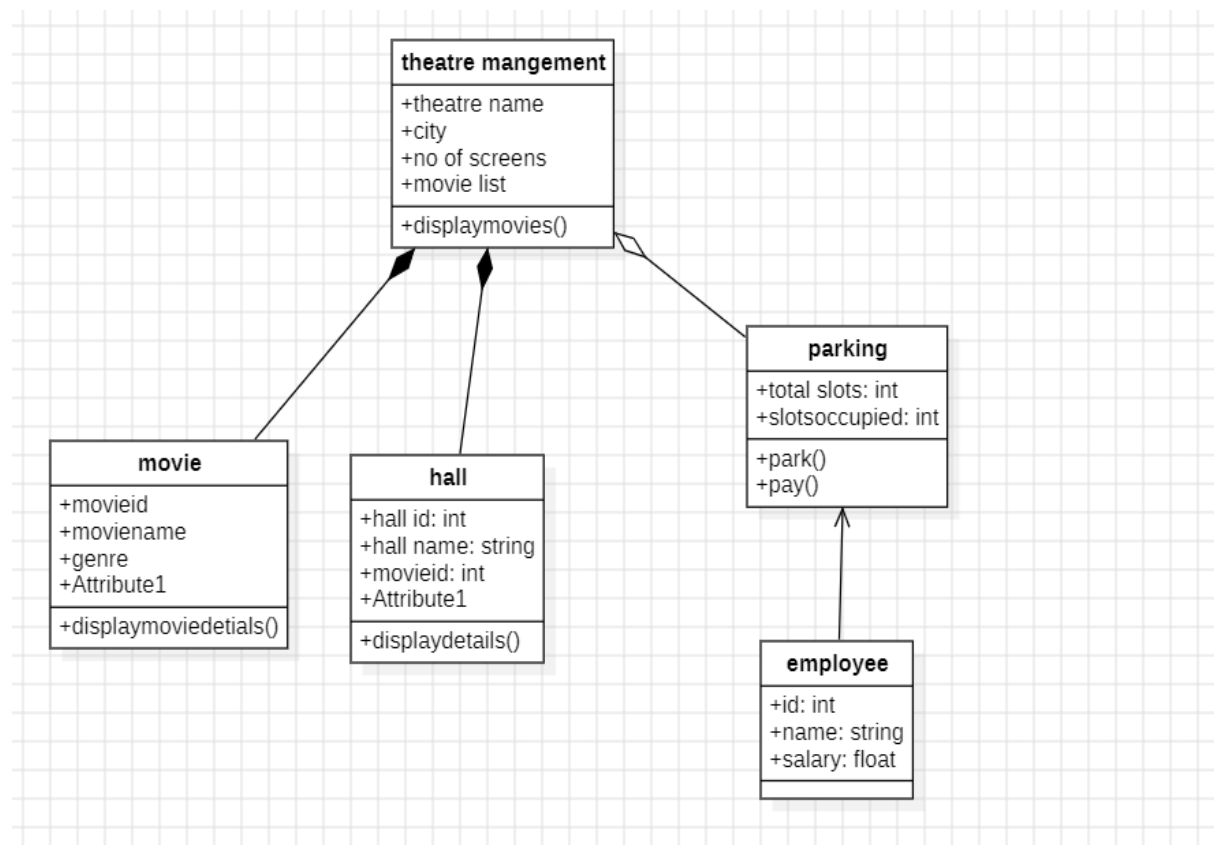 theatre mangement
+theatre name
+city
+no of screens
+movie list
+displaymovies()
parking
+total slots: int
+slotsoccupied: int
+park()
+pay()
movie
+movieid
+moviename
+genre
+Attribute1
+displaymoviedetials()
hall
+hall id: int
+hall name: string
+movieid: int
+Attribute1
+displaydetails()
employee
+id: int
+name: string
+salary: float